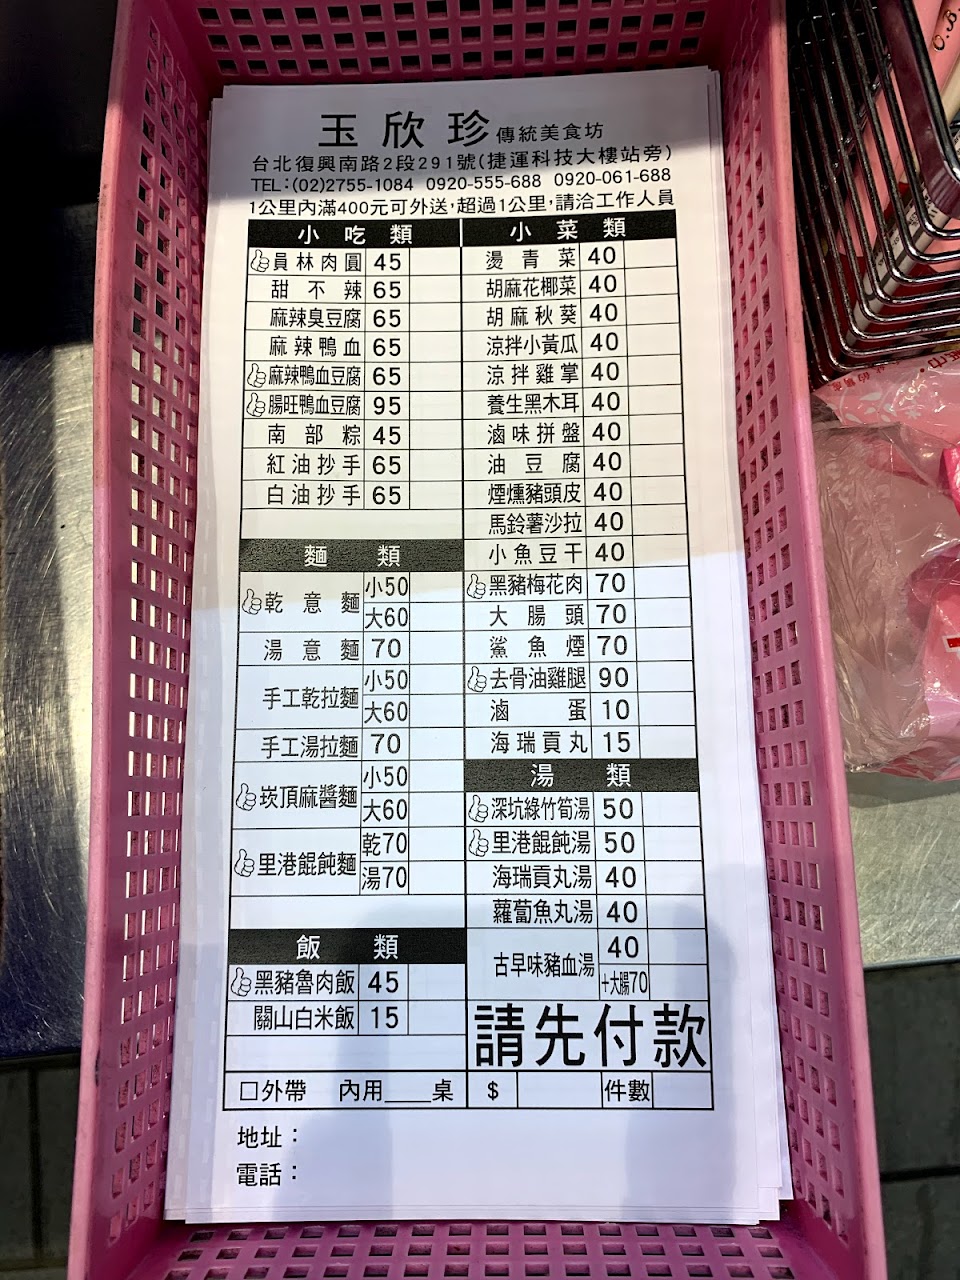 玉欣珍傳統美食坊
台北復興南路2段291號(捷運科技大樓站旁)
TEL:(02)2755-1084 0920-555-688 0920-061-688
1公里內滿400元可外送,超過1公里,請洽工作人員
小吃類
員林肉圓 45
甜不辣 65
麻辣臭豆腐 65
麻辣鴨血 65
麻辣鴨血豆腐 65
腸旺鴨血豆腐 95
南部粽 45
紅油抄手 65
白油抄手 65
麵類
乾意麵 小50
大60
湯意麵 70
手工乾拉麵 小50
大60
手工湯拉麵 70
崁頂麻醬麵 小50
大60
里港餛飩麵 乾70
湯70
飯類
黑豬魯肉飯 45
關山白米飯 15
小菜類
燙青菜 40
胡麻花椰菜 40
胡麻秋葵 40
涼拌小黃瓜 40
涼拌雞掌 40
養生黑木耳 40
滷味拼盤 40
油豆腐 40
煙燻豬頭皮 40
馬鈴薯沙拉 40
小魚豆干 40
黑豬梅花肉 70
大腸頭 70
鯊魚煙 70
去骨油雞腿 90
滷蛋 10
海瑞貢丸 15
湯類
深坑綠竹筍湯 50
里港餛飩湯 50
海瑞貢丸湯 40
蘿蔔魚丸湯 40
古早味豬血湯 40
+大腸70
請先付款
□外帶 內用____桌 $ 件數
地址：
電話：